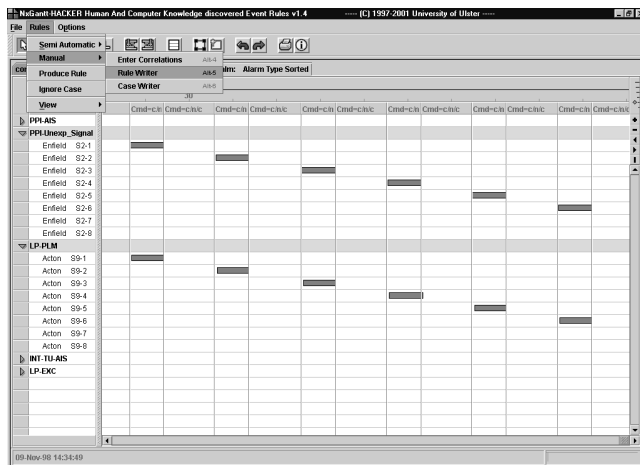 NxGantt-HACKER Human And Computer Knowledge discovered Event Rules v1.4 ----- (C) 1997-2001 University of Ulster -----
File Rules Options
Semi Automatic
Manual
Produce Rule
Ignore Case
View
Enter Correlations Alt-4
Rule Writer Alt-5
Case Writer Alt-6
Alarm Type Sorted
30
Cmd=c/n Cmd=c/n/c Cmd=c/n Cmd=c/n/c Cmd=c/n Cmd=c/n/c Cmd=c/n Cmd=c/n/c Cmd=c/n Cmd=c/n/c Cmd=c/n Cmd=c/n/c
PPI-AIS
PPI-Unexp_Signal
Enfield S2-1
Enfield S2-2
Enfield S2-3
Enfield S2-4
Enfield S2-5
Enfield S2-6
Enfield S2-7
Enfield S2-8
LP-PLM
Acton S9-1
Acton S9-2
Acton S9-3
Acton S9-4
Acton S9-5
Acton S9-6
Acton S9-7
Acton S9-8
INT-TU-AIS
LP-EXC
09-Nov-98 14:34:49